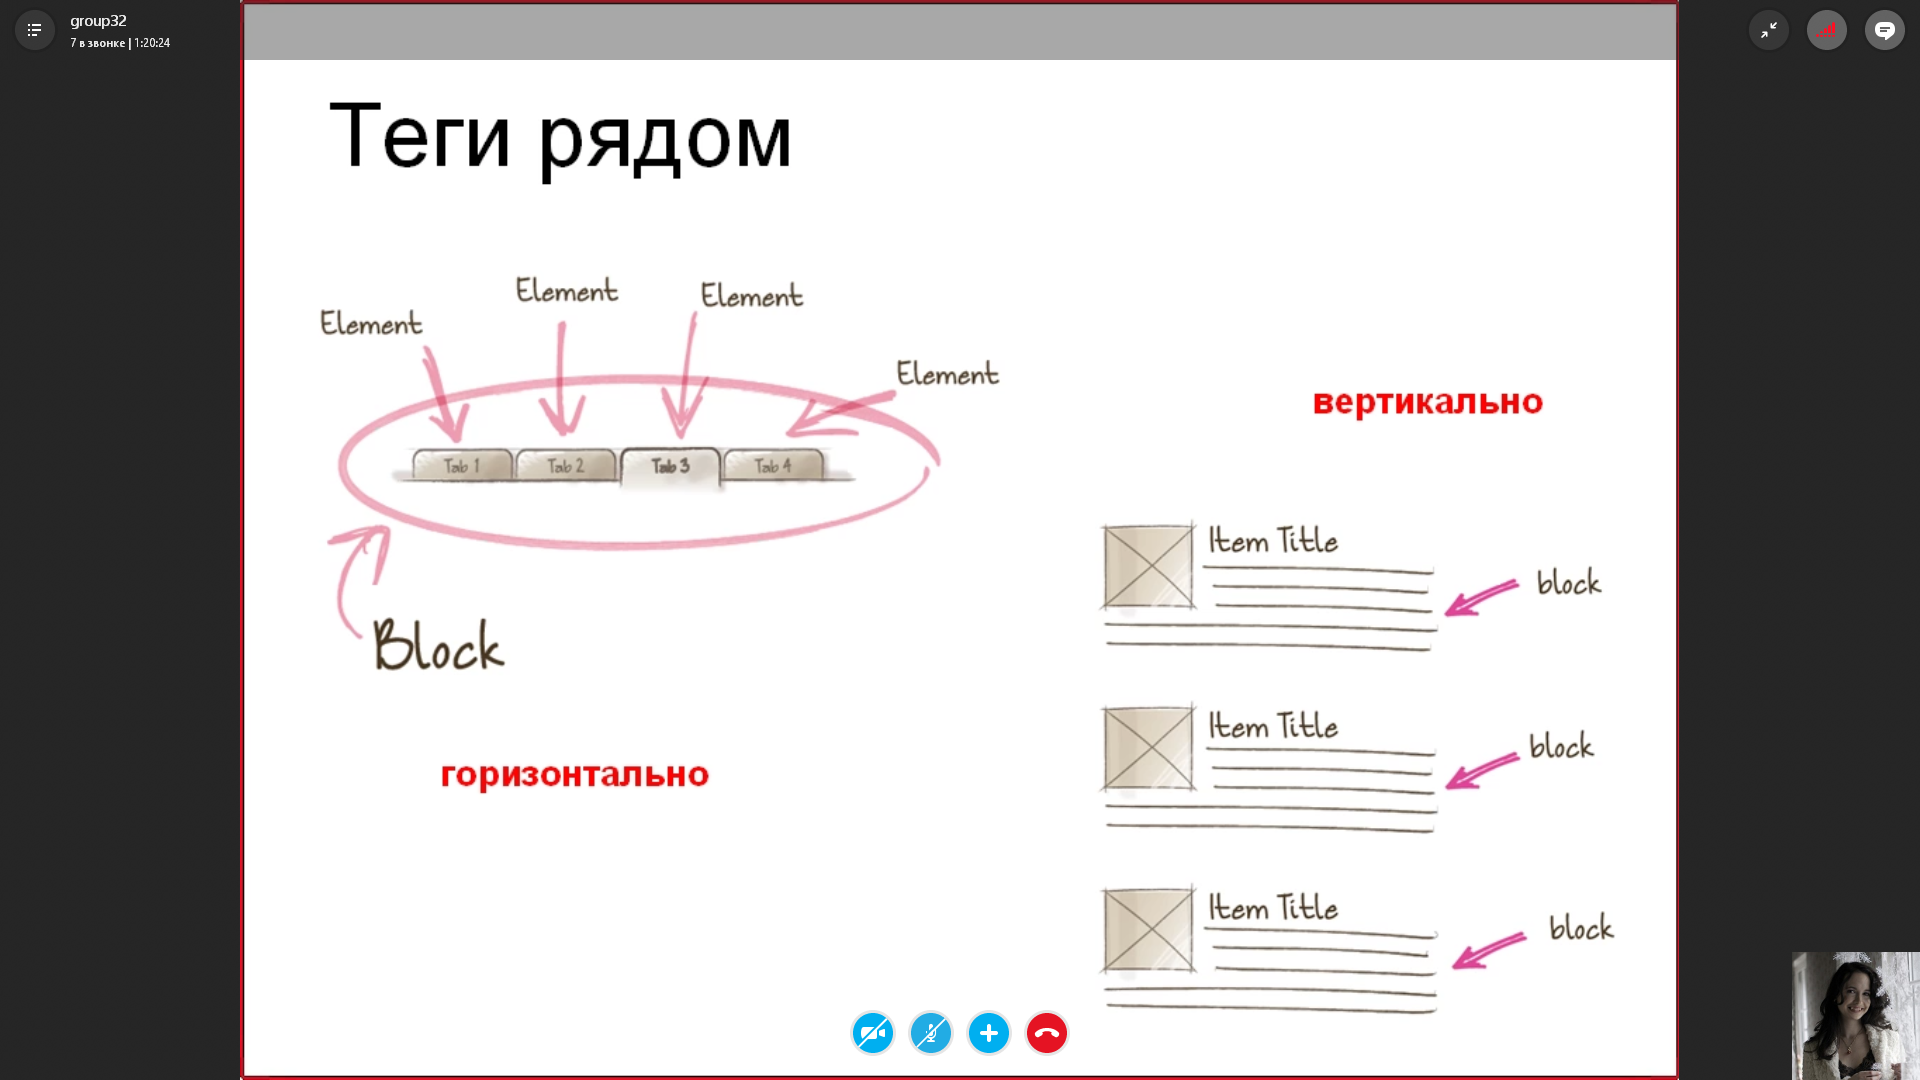 group32
7 в звонке | 1:20:24
Теги рядом
Element
Element
Element
Element
Tab 1
Tab 2
Tab 3
Tab 4
Block
горизонтально
вертикально
Item Title
block
Item Title
block
Item Title
block